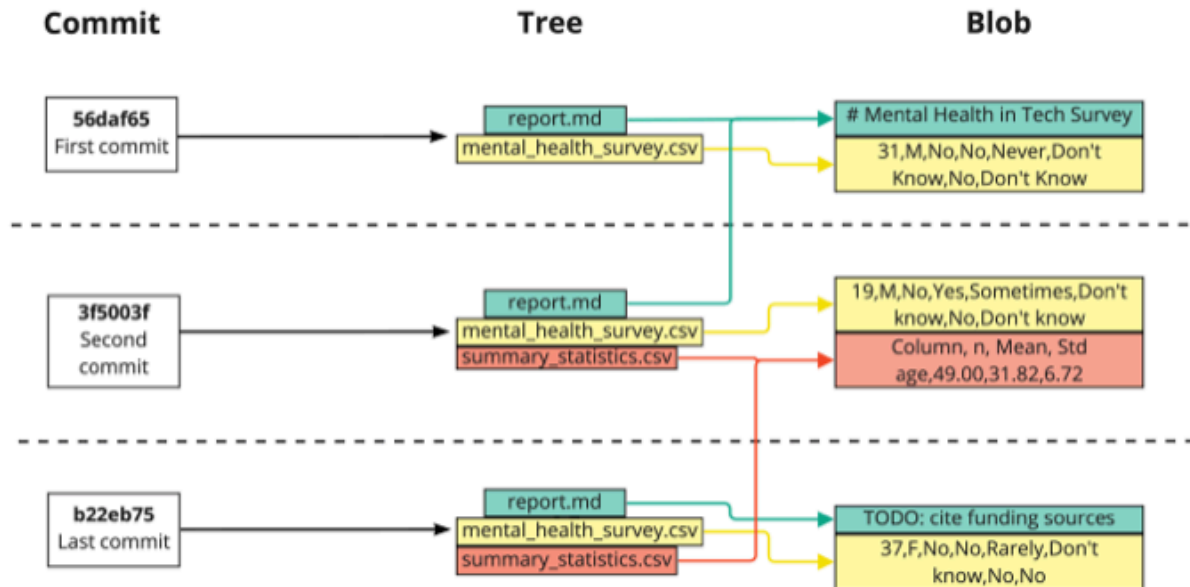 Commit
Tree
Blob
56daf65
First commit
report.md
mental_health_survey.csv
# Mental Health in Tech Survey
31,M,No,No,Never,Don't
Know,No,Don't Know
3f5003f
Second
commit
report.md
mental_health_survey.csv
summary_statistics.csv
19,M,No,Yes,Sometimes,Don't
know,No,Don't know
Column, n, Mean, Std
age,49.00,31.82,6.72
b22eb75
Last commit
report.md
mental_health_survey.csv
summary_statistics.csv
TODO: cite funding sources
37,F,No,No,Rarely,Don't
know,No,No